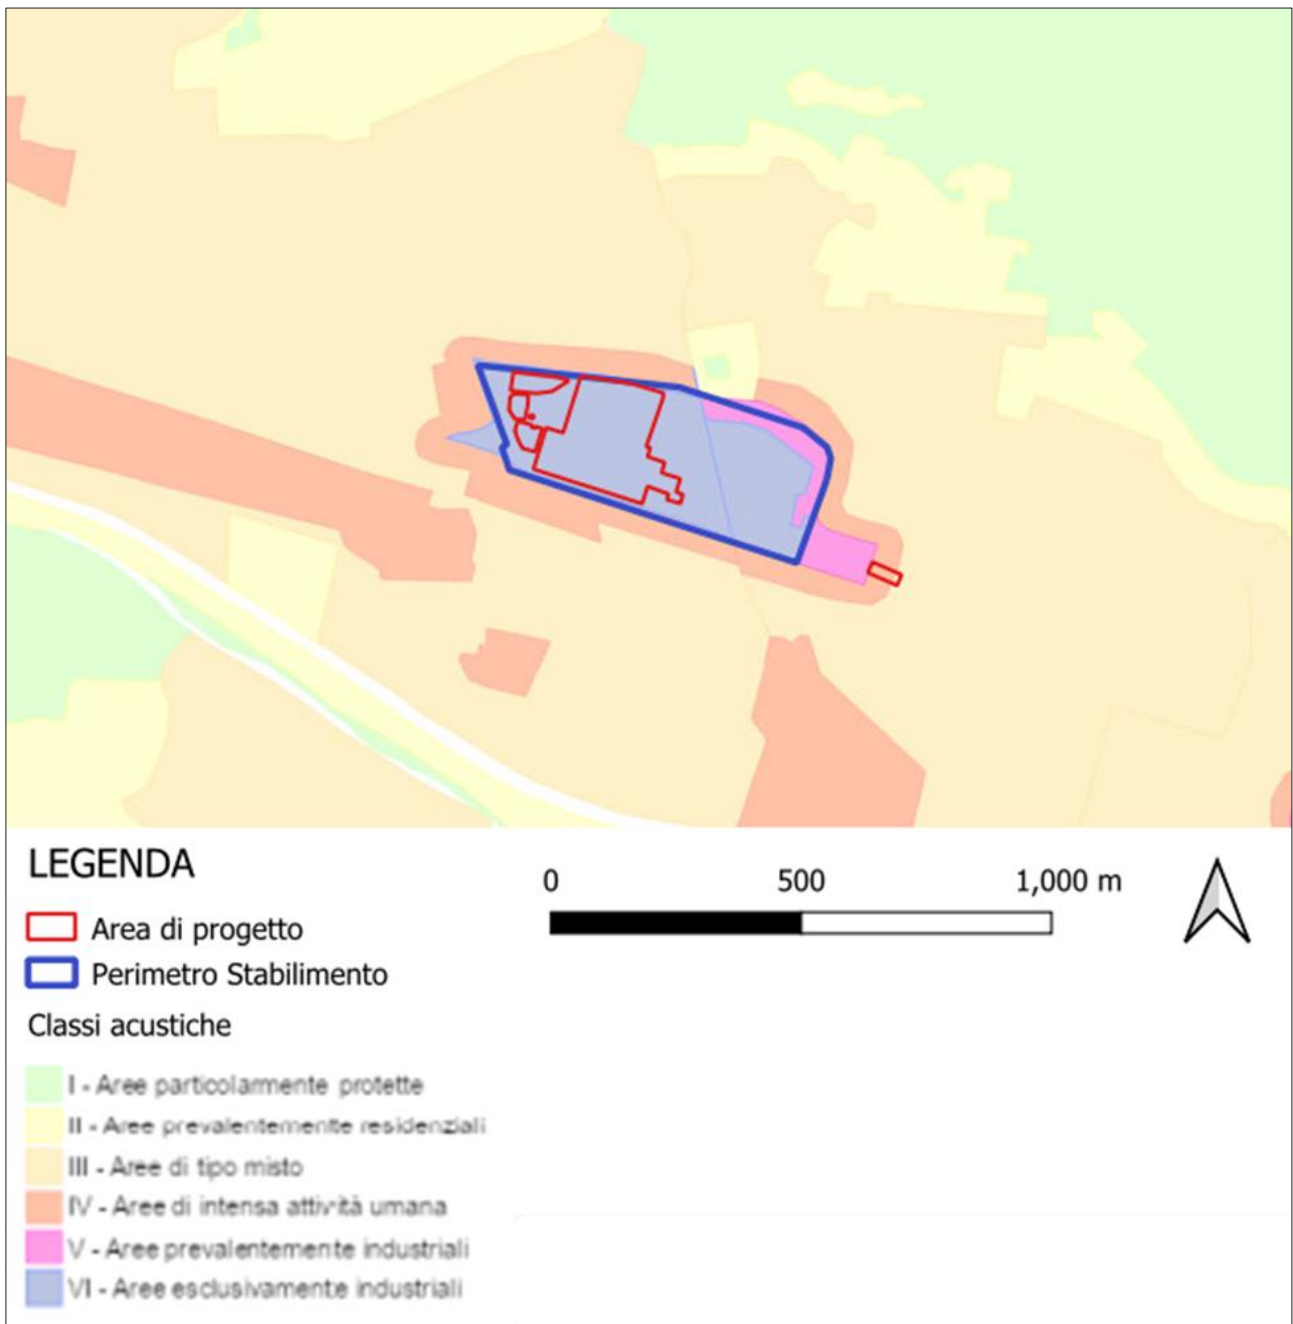 LEGENDA
0 500 1,000 m
Area di progetto
Perimetro Stabilimento
Classi acustiche
I - Aree particolarmente protette
II - Aree prevalentemente residenziali
III - Aree di tipo misto
IV - Aree di intensa attività umana
V - Aree prevalentemente industriali
VI - Aree esclusivamente industriali